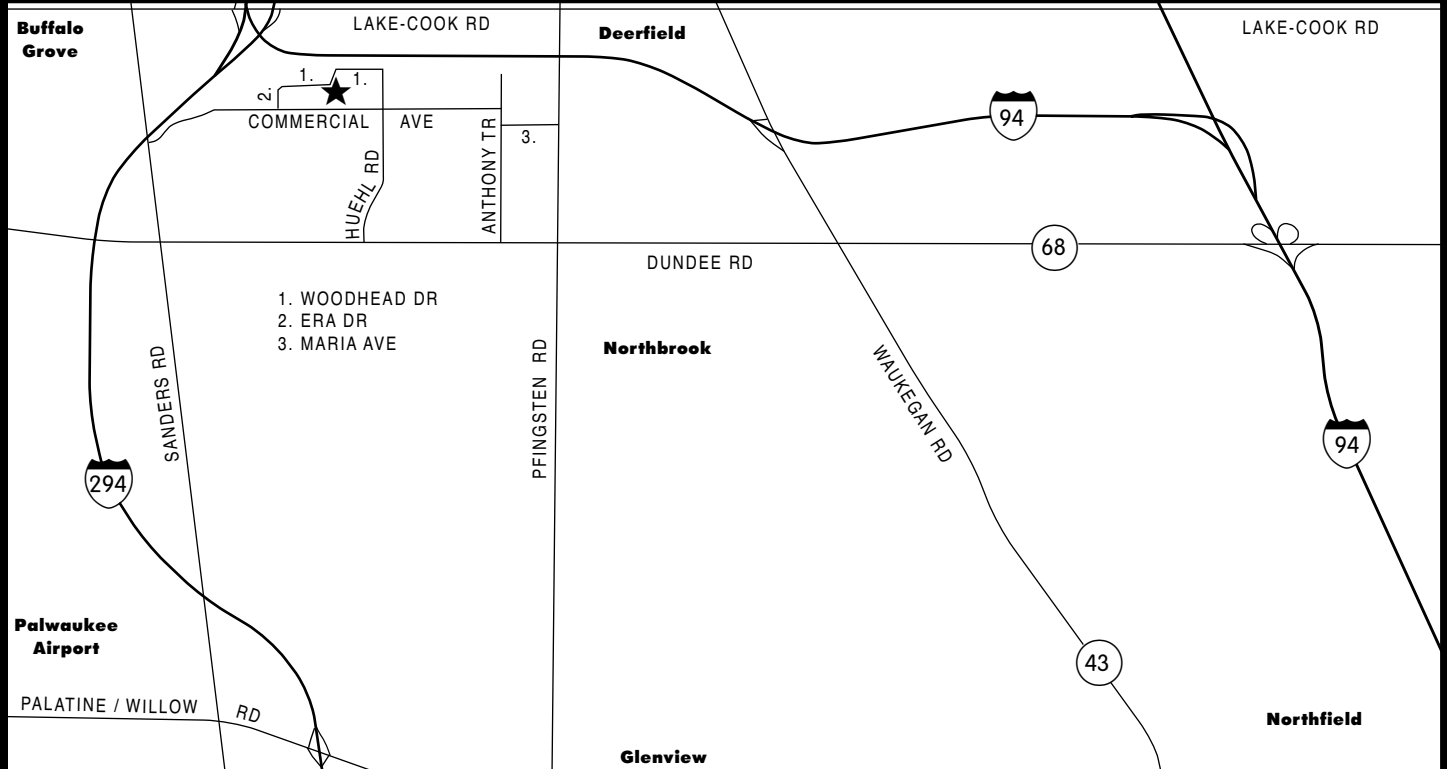 Buffalo
Grove
LAKE-COOK RD
Deerfield
LAKE-COOK RD
1.
1.
2.
94
COMMERCIAL AVE
3.
ANTHONY TR
HUEHL RD
68
DUNDEE RD
1. WOODHEAD DR
2. ERA DR
3. MARIA AVE
Northbrook
SANDERS RD
PFINGSTEN RD
WAUKEGAN RD
94
294
Palwaukee
Airport
43
PALATINE / WILLOW RD
Northfield
Glenview